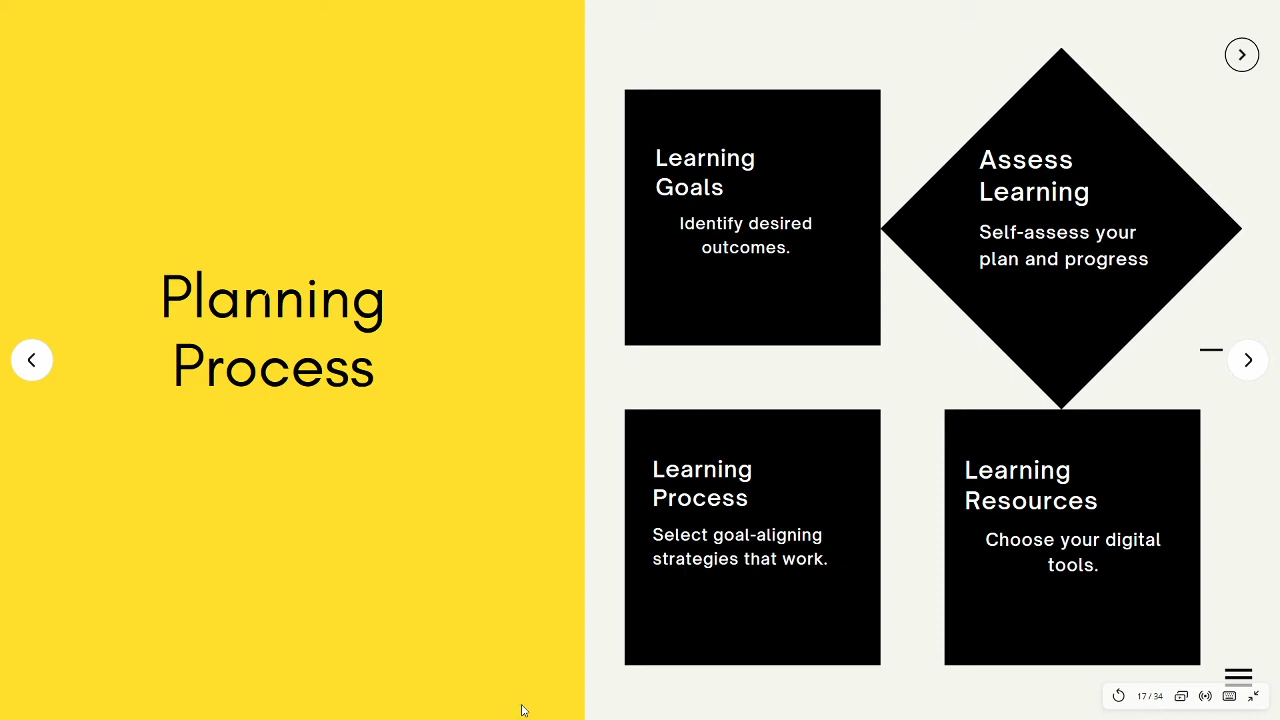 Planning
Process
Learning
Goals
Identify desired
outcomes.
Assess
Learning
Self-assess your
plan and progress
Learning
Process
Select goal-aligning
strategies that work.
Learning
Resources
Choose your digital
tools.
17 / 34